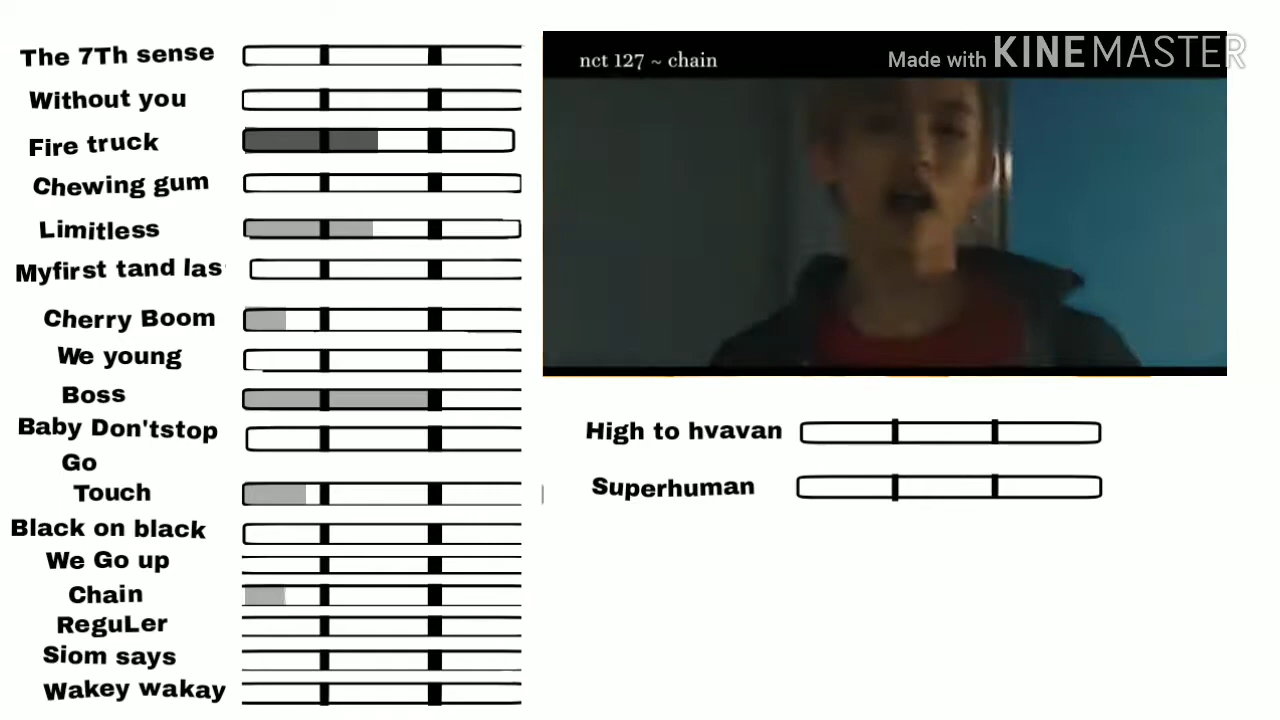 The 7Th sense
Without you
Fire truck
Chewing gum
Limitless
Myfirst tand las
Cherry Boom
We young
Boss
Baby Don'tstop
Go
Touch
Black on black
We Go up
Chain
ReguLer
Siom says
Wakey wakay
nct 127 ~ chain
Made with KINEMASTER
High to hvavan
Superhuman